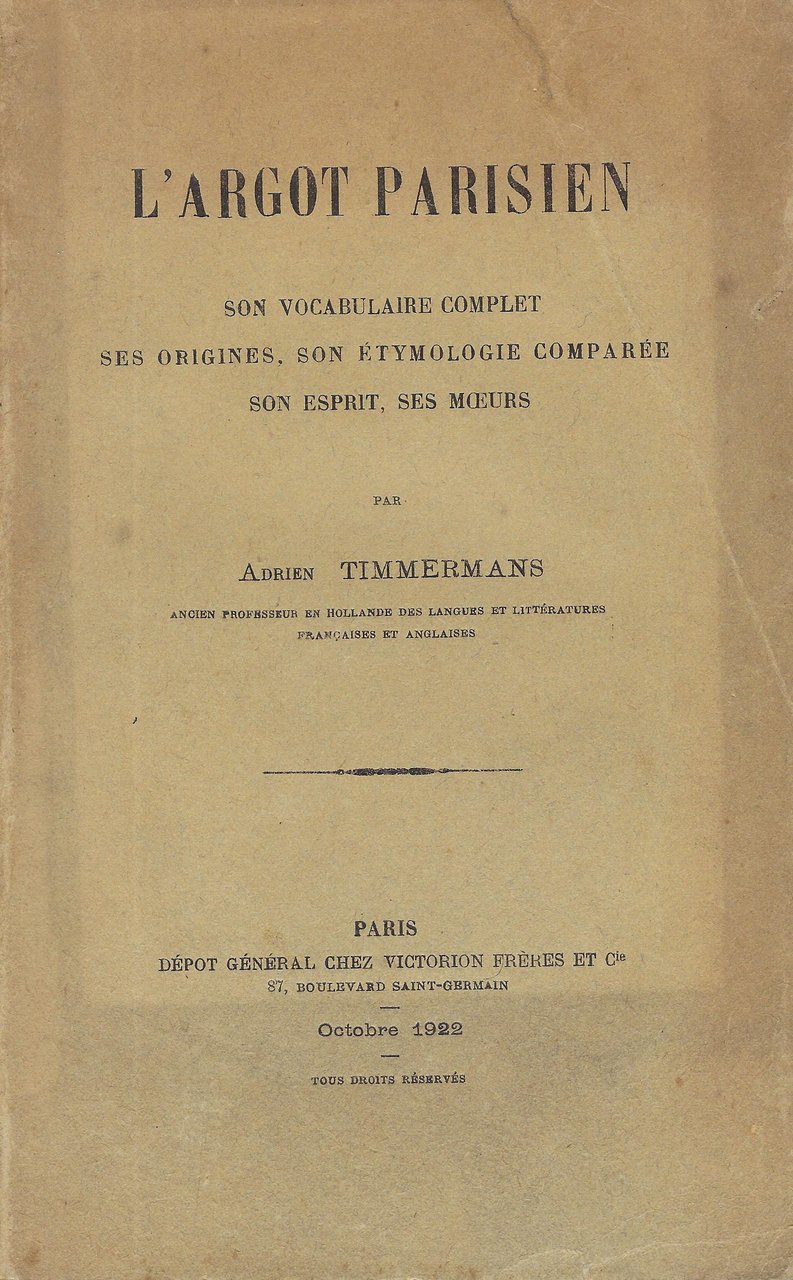 L'ARGOT PARISIEN
SON VOCABULAIRE COMPLET
SES ORIGINES, SON ÉTYMOLOGIE COMPARÉE
SON ESPRIT, SES MŒURS
PAR
ADRIEN TIMMERMANS
ANCIEN PROFESSEUR EN HOLLANDE DES LANGUES ET LITTÉRATURES
FRANÇAISES ET ANGLAISES
PARIS
DÉPOT GÉNÉRAL CHEZ VICTORION FRÈRES ET Cie
87, BOULEVARD SAINT-GERMAIN
Octobre 1922
TOUS DROITS RÉSERVÉS